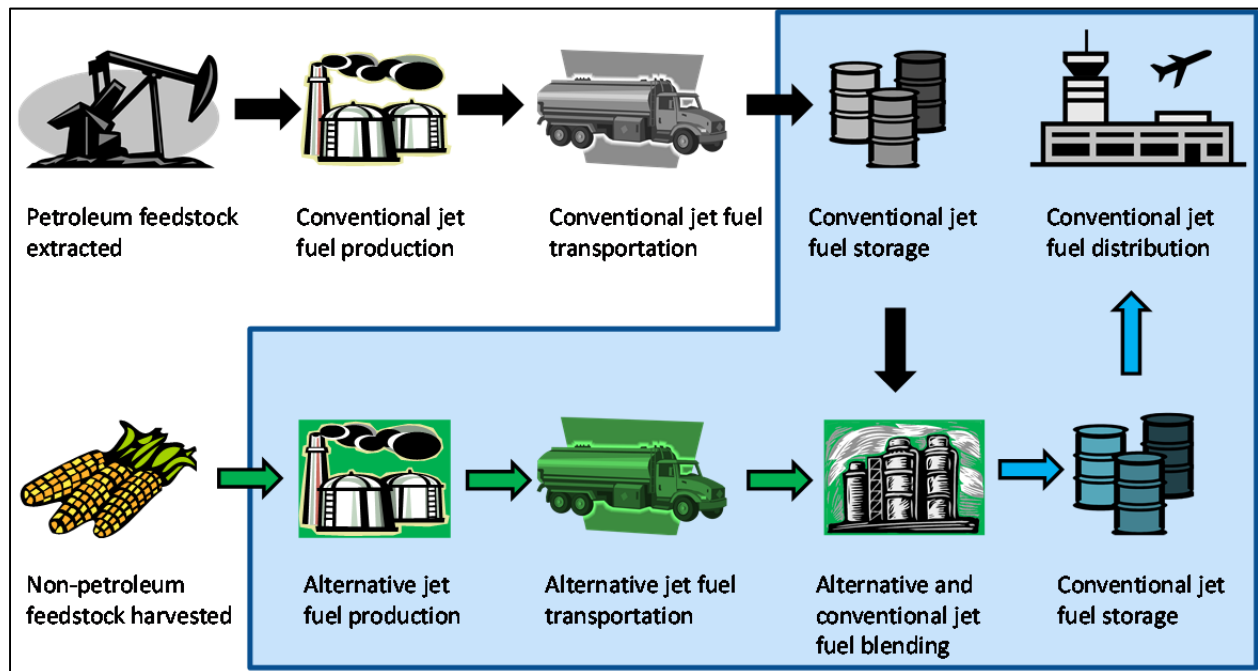 Petroleum feedstock
extracted
Conventional jet
fuel production
Conventional jet fuel
transportation
Conventional jet
fuel storage
Conventional jet
fuel distribution
Non-petroleum
feedstock harvested
Alternative jet
fuel production
Alternative jet fuel
transportation
Alternative and
conventional jet
fuel blending
Conventional jet
fuel storage